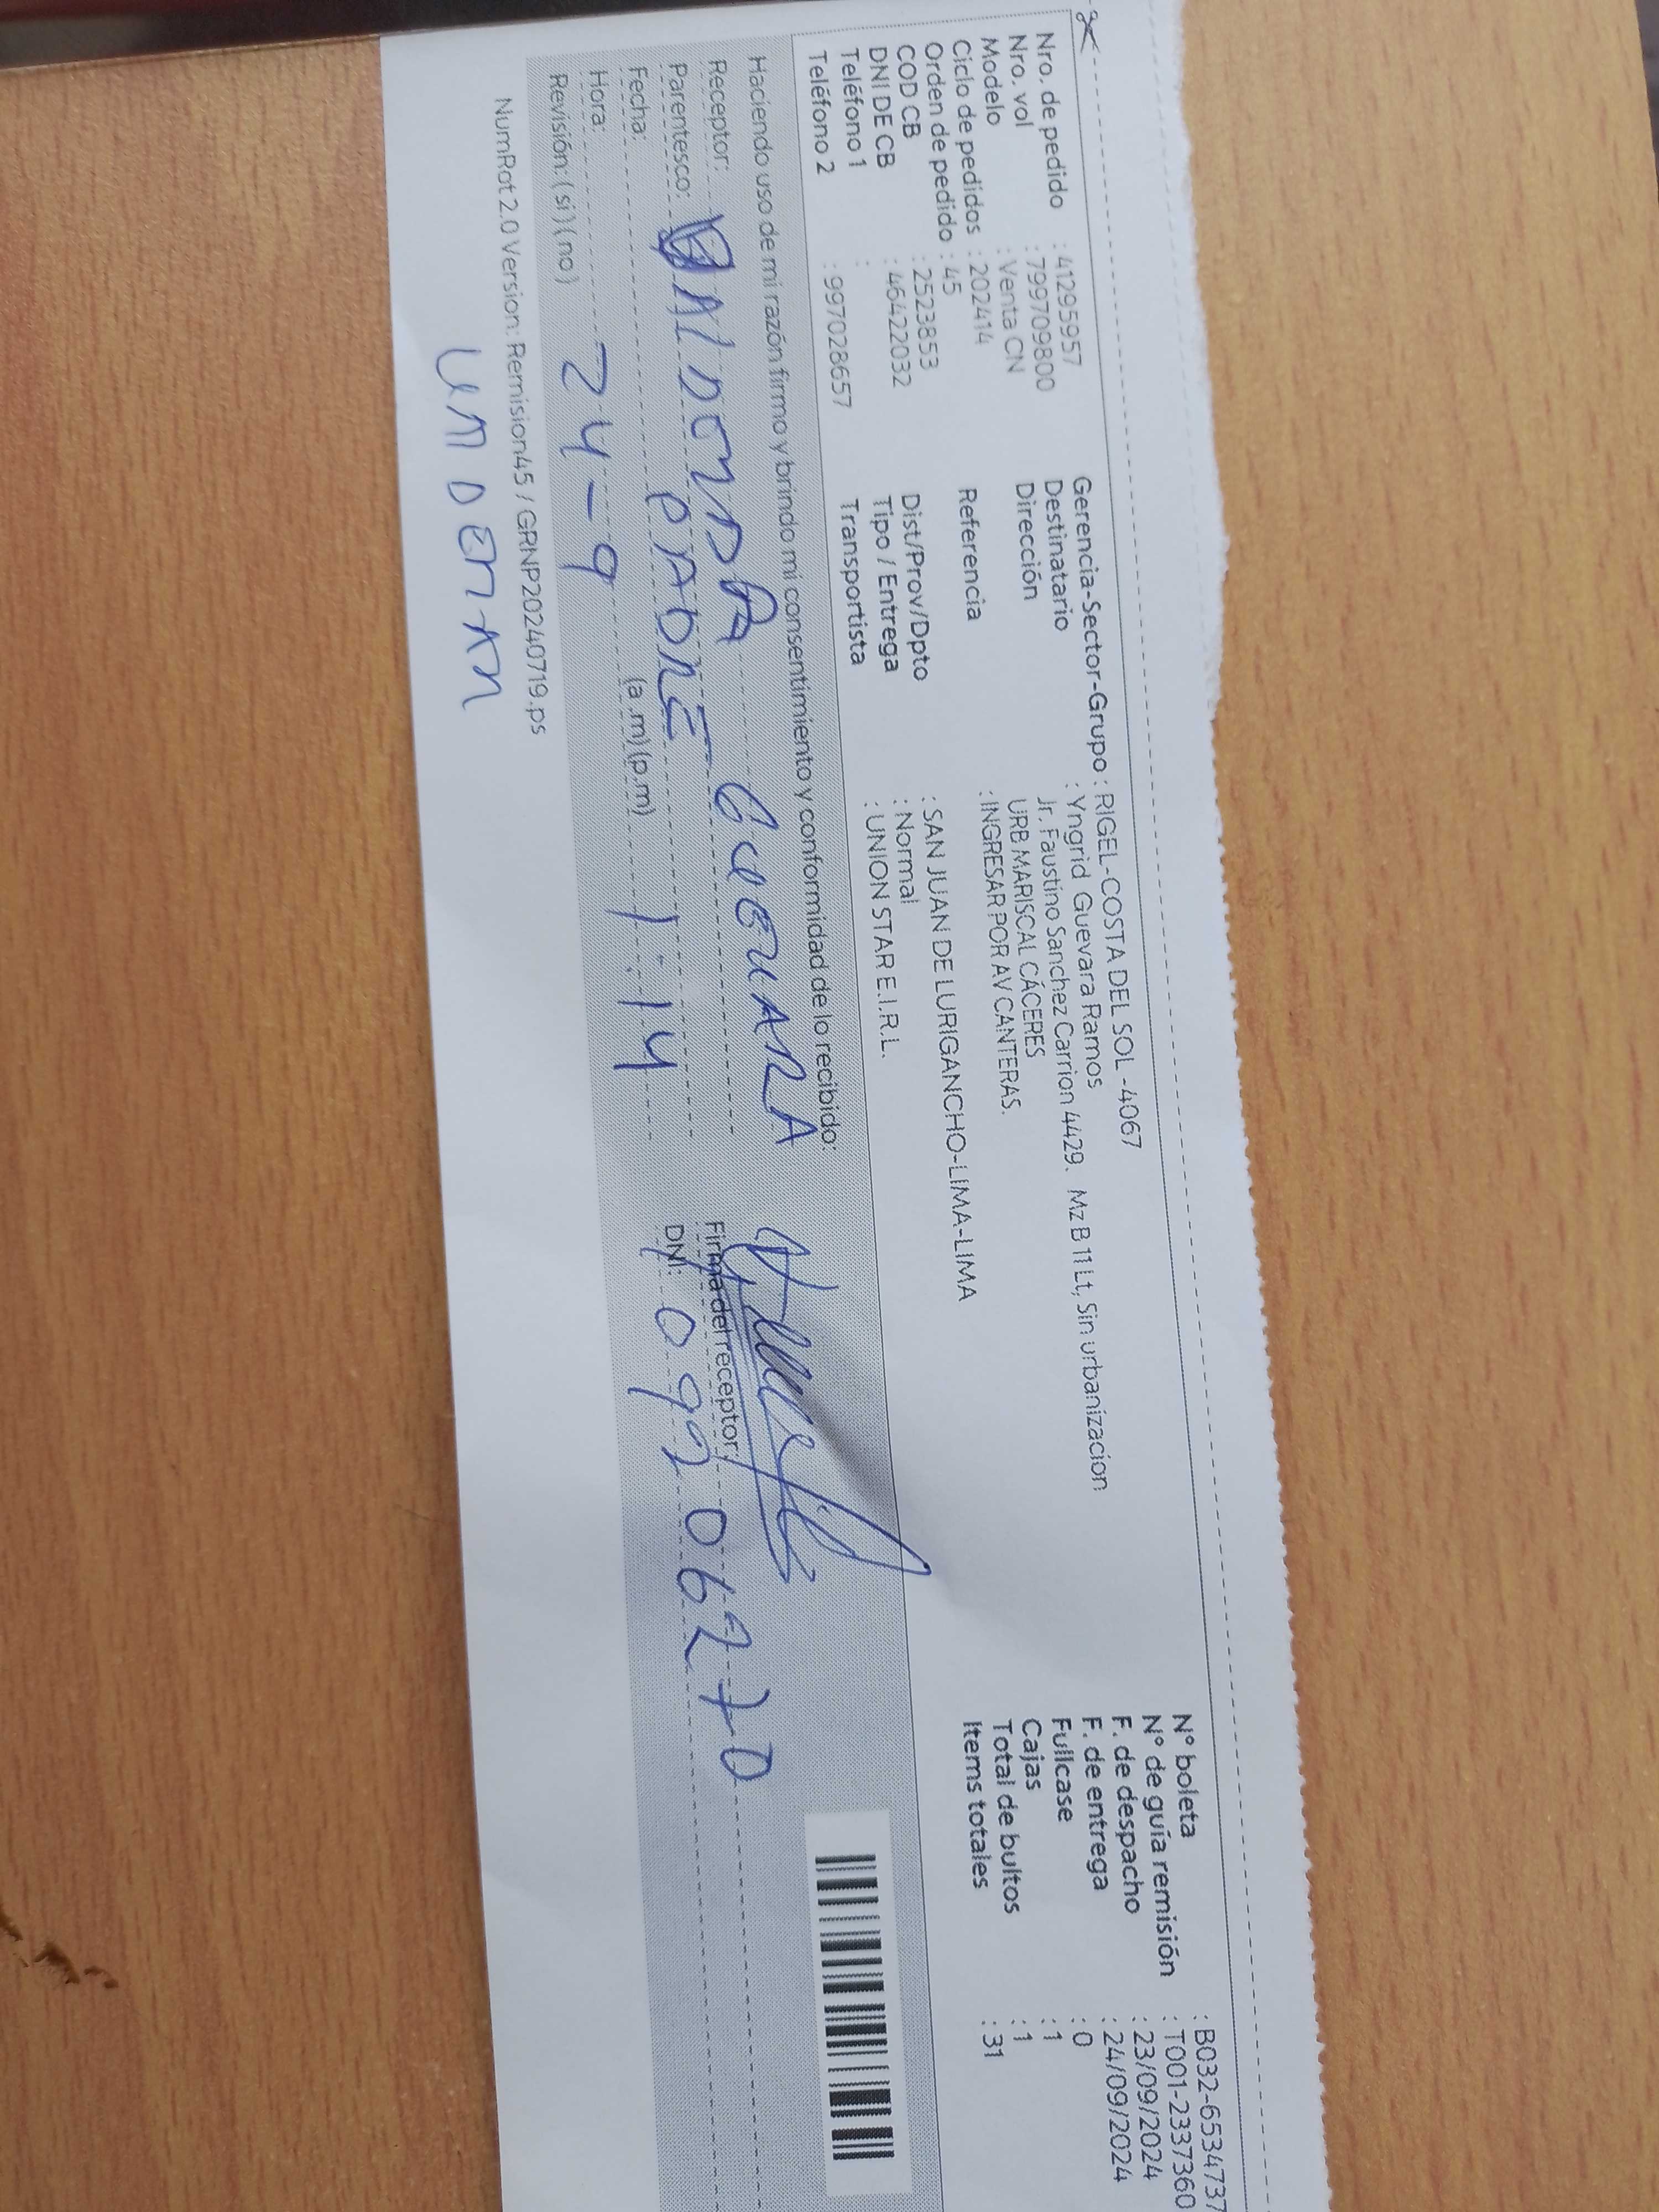 Nro. de pedido : 41295957
Nro. vol : 799709800
Modelo : Venta CN
Ciclo de pedidos : 202414
Orden de pedido : 45
COD CB : 2523853
DNI DE CB : 46422032
Teléfono 1 :
Teléfono 2 : 997028657
Gerencia-Sector-Grupo : RIGEL-COSTA DEL SOL -4067
Destinatario : Yngrid Guevara Ramos
Dirección Jr. Faustino Sanchez Carrion 4429. Mz B 11 Lt, Sin urbanizacion
URB MARISCAL CÁCERES
Referencia : INGRESAR POR AV CANTERAS.
Dist/Prov/Dpto : SAN JUAN DE LURIGANCHO-LIMA-LIMA
Tipo / Entrega : Normal
Transportista : UNION STAR E.I.R.L.
N° boleta : B032-6534737
N° de guía remisión : T001-2337360
F. de despacho : 23/09/2024
F. de entrega : 24/09/2024
Fullcase : 0
Cajas : 1
Total de bultos : 1
Items totales : 31
Haciendo uso de mi razón firmo y brindo mi consentimiento y conformidad de lo recibido:
Receptor: GUEVARA
Parentesco: PADRE
Fecha: 24-9
Hora: (a.m) (p.m) 1:14
Revisión: (si) (no)
Firma del receptor:
DNI: 09906270
NumRot 2.0 Version: Remision45 / GRNP20240719.ps